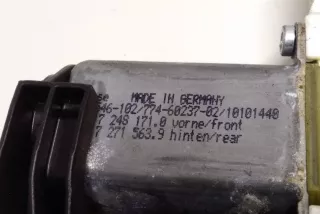 se MADE IN GERMANY
46-102/774-60237-02/10101440
7 248 171.0 vorne/front
7 271 563.9 hinten/rear